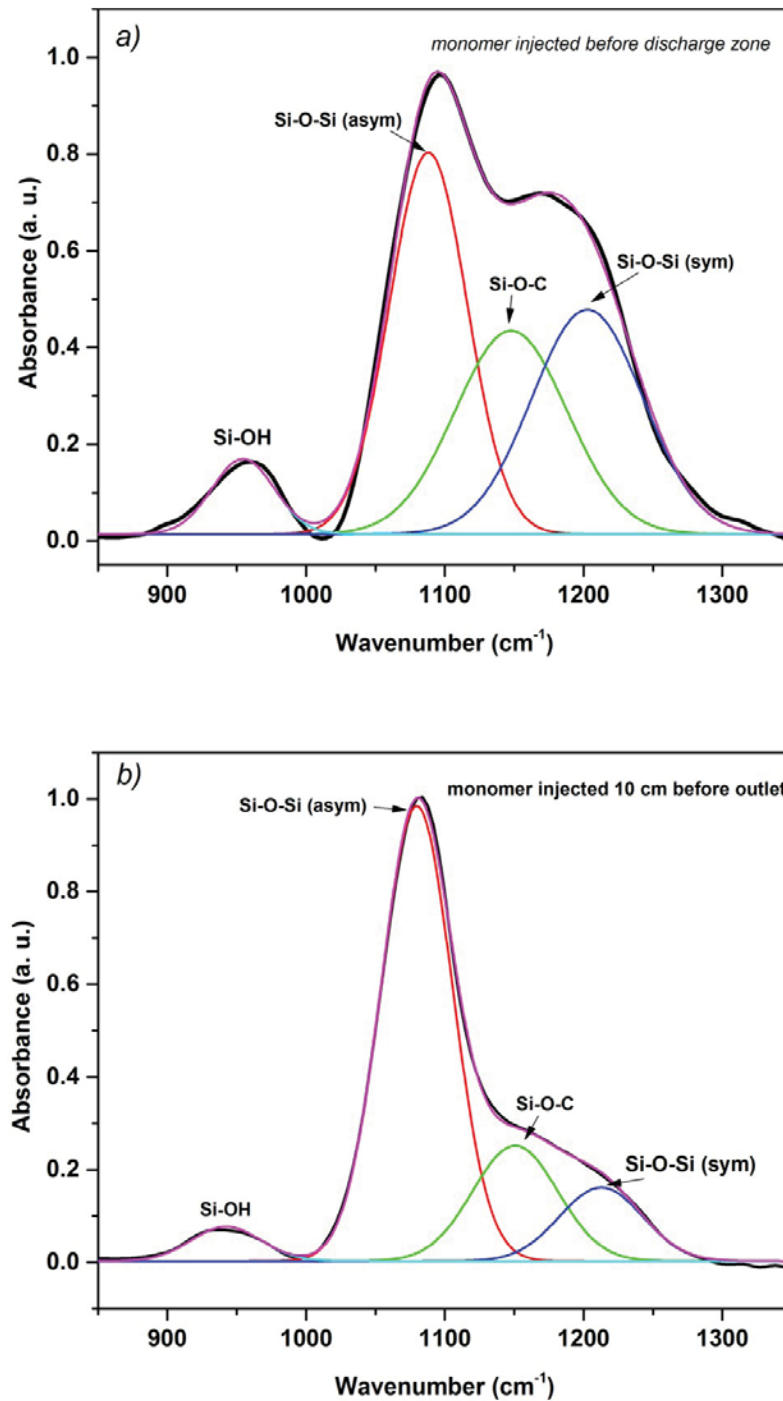 a)
monomer injected before discharge zone
1.0
Si-O-Si (asym)
0.8
Absorbance (a. u.)
0.6
Si-O-Si (sym)
Si-O-C
0.4
Si-OH
0.2
0.0
900 1000 1100 1200 1300
Wavenumber (cm-1)
b)
monomer injected 10 cm before outlet
Si-O-Si (asym)
1.0
0.8
Absorbance (a. u.)
0.6
0.4
Si-O-C
Si-O-Si (sym)
0.2
Si-OH
0.0
900 1000 1100 1200 1300
Wavenumber (cm-1)